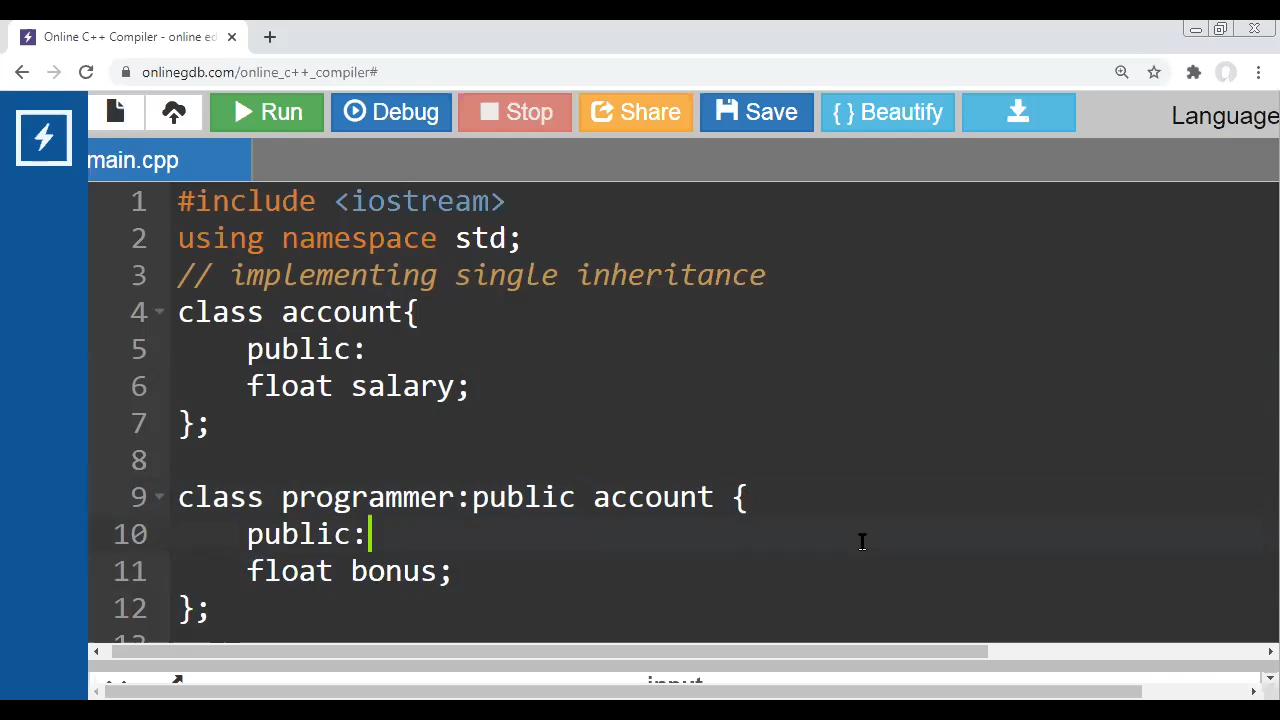 Online C++ Compiler - online ed
onlinegdb.com/online_c++_compiler#
Run Debug Stop Share Save { } Beautify Language
main.cpp
1 #include <iostream>
2 using namespace std;
3 // implementing single inheritance
4 class account{
5 public:
6 float salary;
7 };
8
9 class programmer:public account {
10 public:
11 float bonus;
12 };
13
input